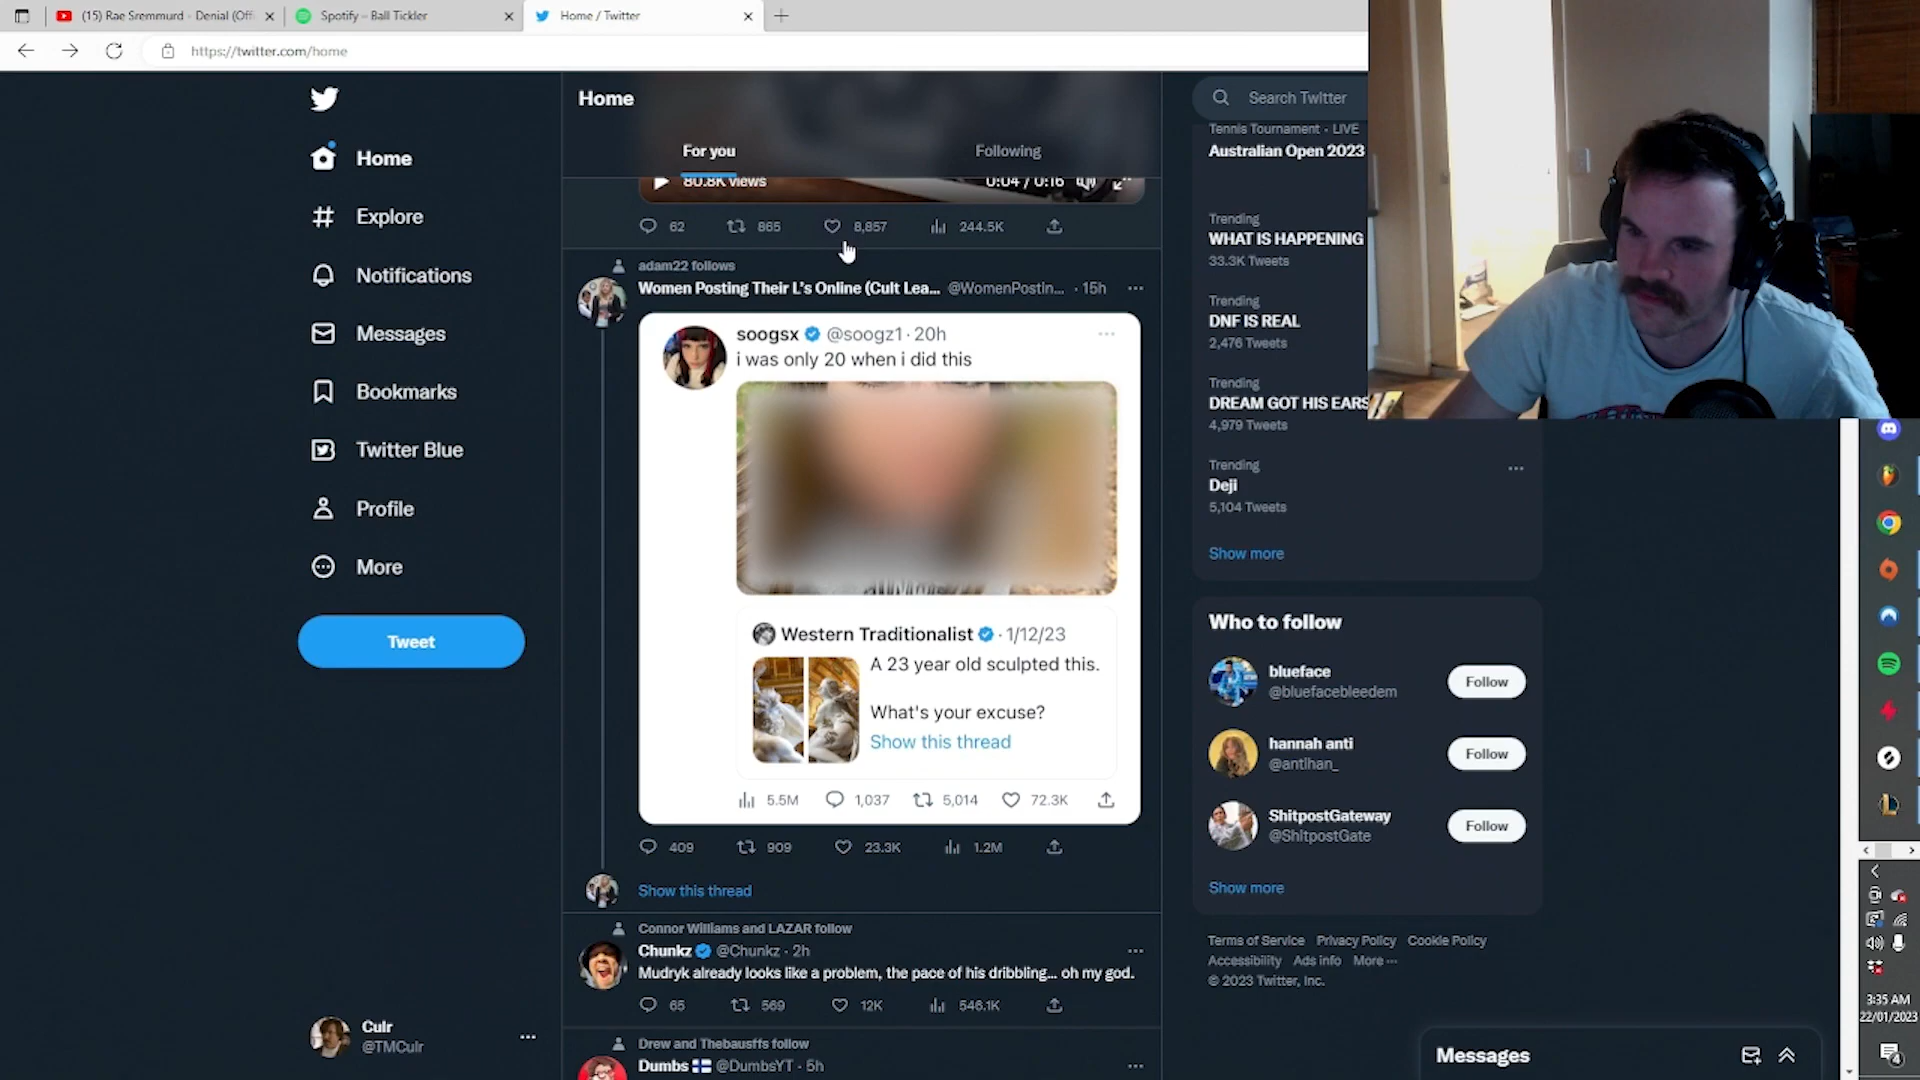 (15) Rae Sremmurd - Denial (Offi
Spotify – Ball Tickler
Home / Twitter
https://twitter.com/home
Home
Explore
Notifications
Messages
Bookmarks
Twitter Blue
Profile
More
Tweet
Culr
@TMCulr
Home
For you
Following
80.8K views
0:04 / 0:16
62
865
8,857
244.5K
adam22 follows
Women Posting Their L's Online (Cult Lea... @WomenPostin... · 15h
soogsx @soogz1 · 20h
i was only 20 when i did this
Western Traditionalist · 1/12/23
A 23 year old sculpted this.
What's your excuse?
Show this thread
5.5M
1,037
5,014
72.3K
409
909
23.3K
1.2M
Show this thread
Connor Williams and LAZAR follow
Chunkz @Chunkz · 2h
Mudryk already looks like a problem, the pace of his dribbling... oh my god.
65
569
12K
546.1K
Drew and Thebausffs follow
Dumbs @DumbsYT · 5h
Search Twitter
Tennis Tournament · LIVE
Australian Open 2023
Trending
WHAT IS HAPPENING
33.3K Tweets
Trending
DNF IS REAL
2,476 Tweets
Trending
DREAM GOT HIS EARS
4,979 Tweets
Trending
Deji
5,104 Tweets
Show more
Who to follow
blueface
@bluefacebleedem
Follow
hannah anti
@antihan_
Follow
ShitpostGateway
@ShitpostGate
Follow
Show more
Terms of Service Privacy Policy Cookie Policy
Accessibility Ads info More ···
© 2023 Twitter, Inc.
Messages
3:35 AM
22/01/2023
4